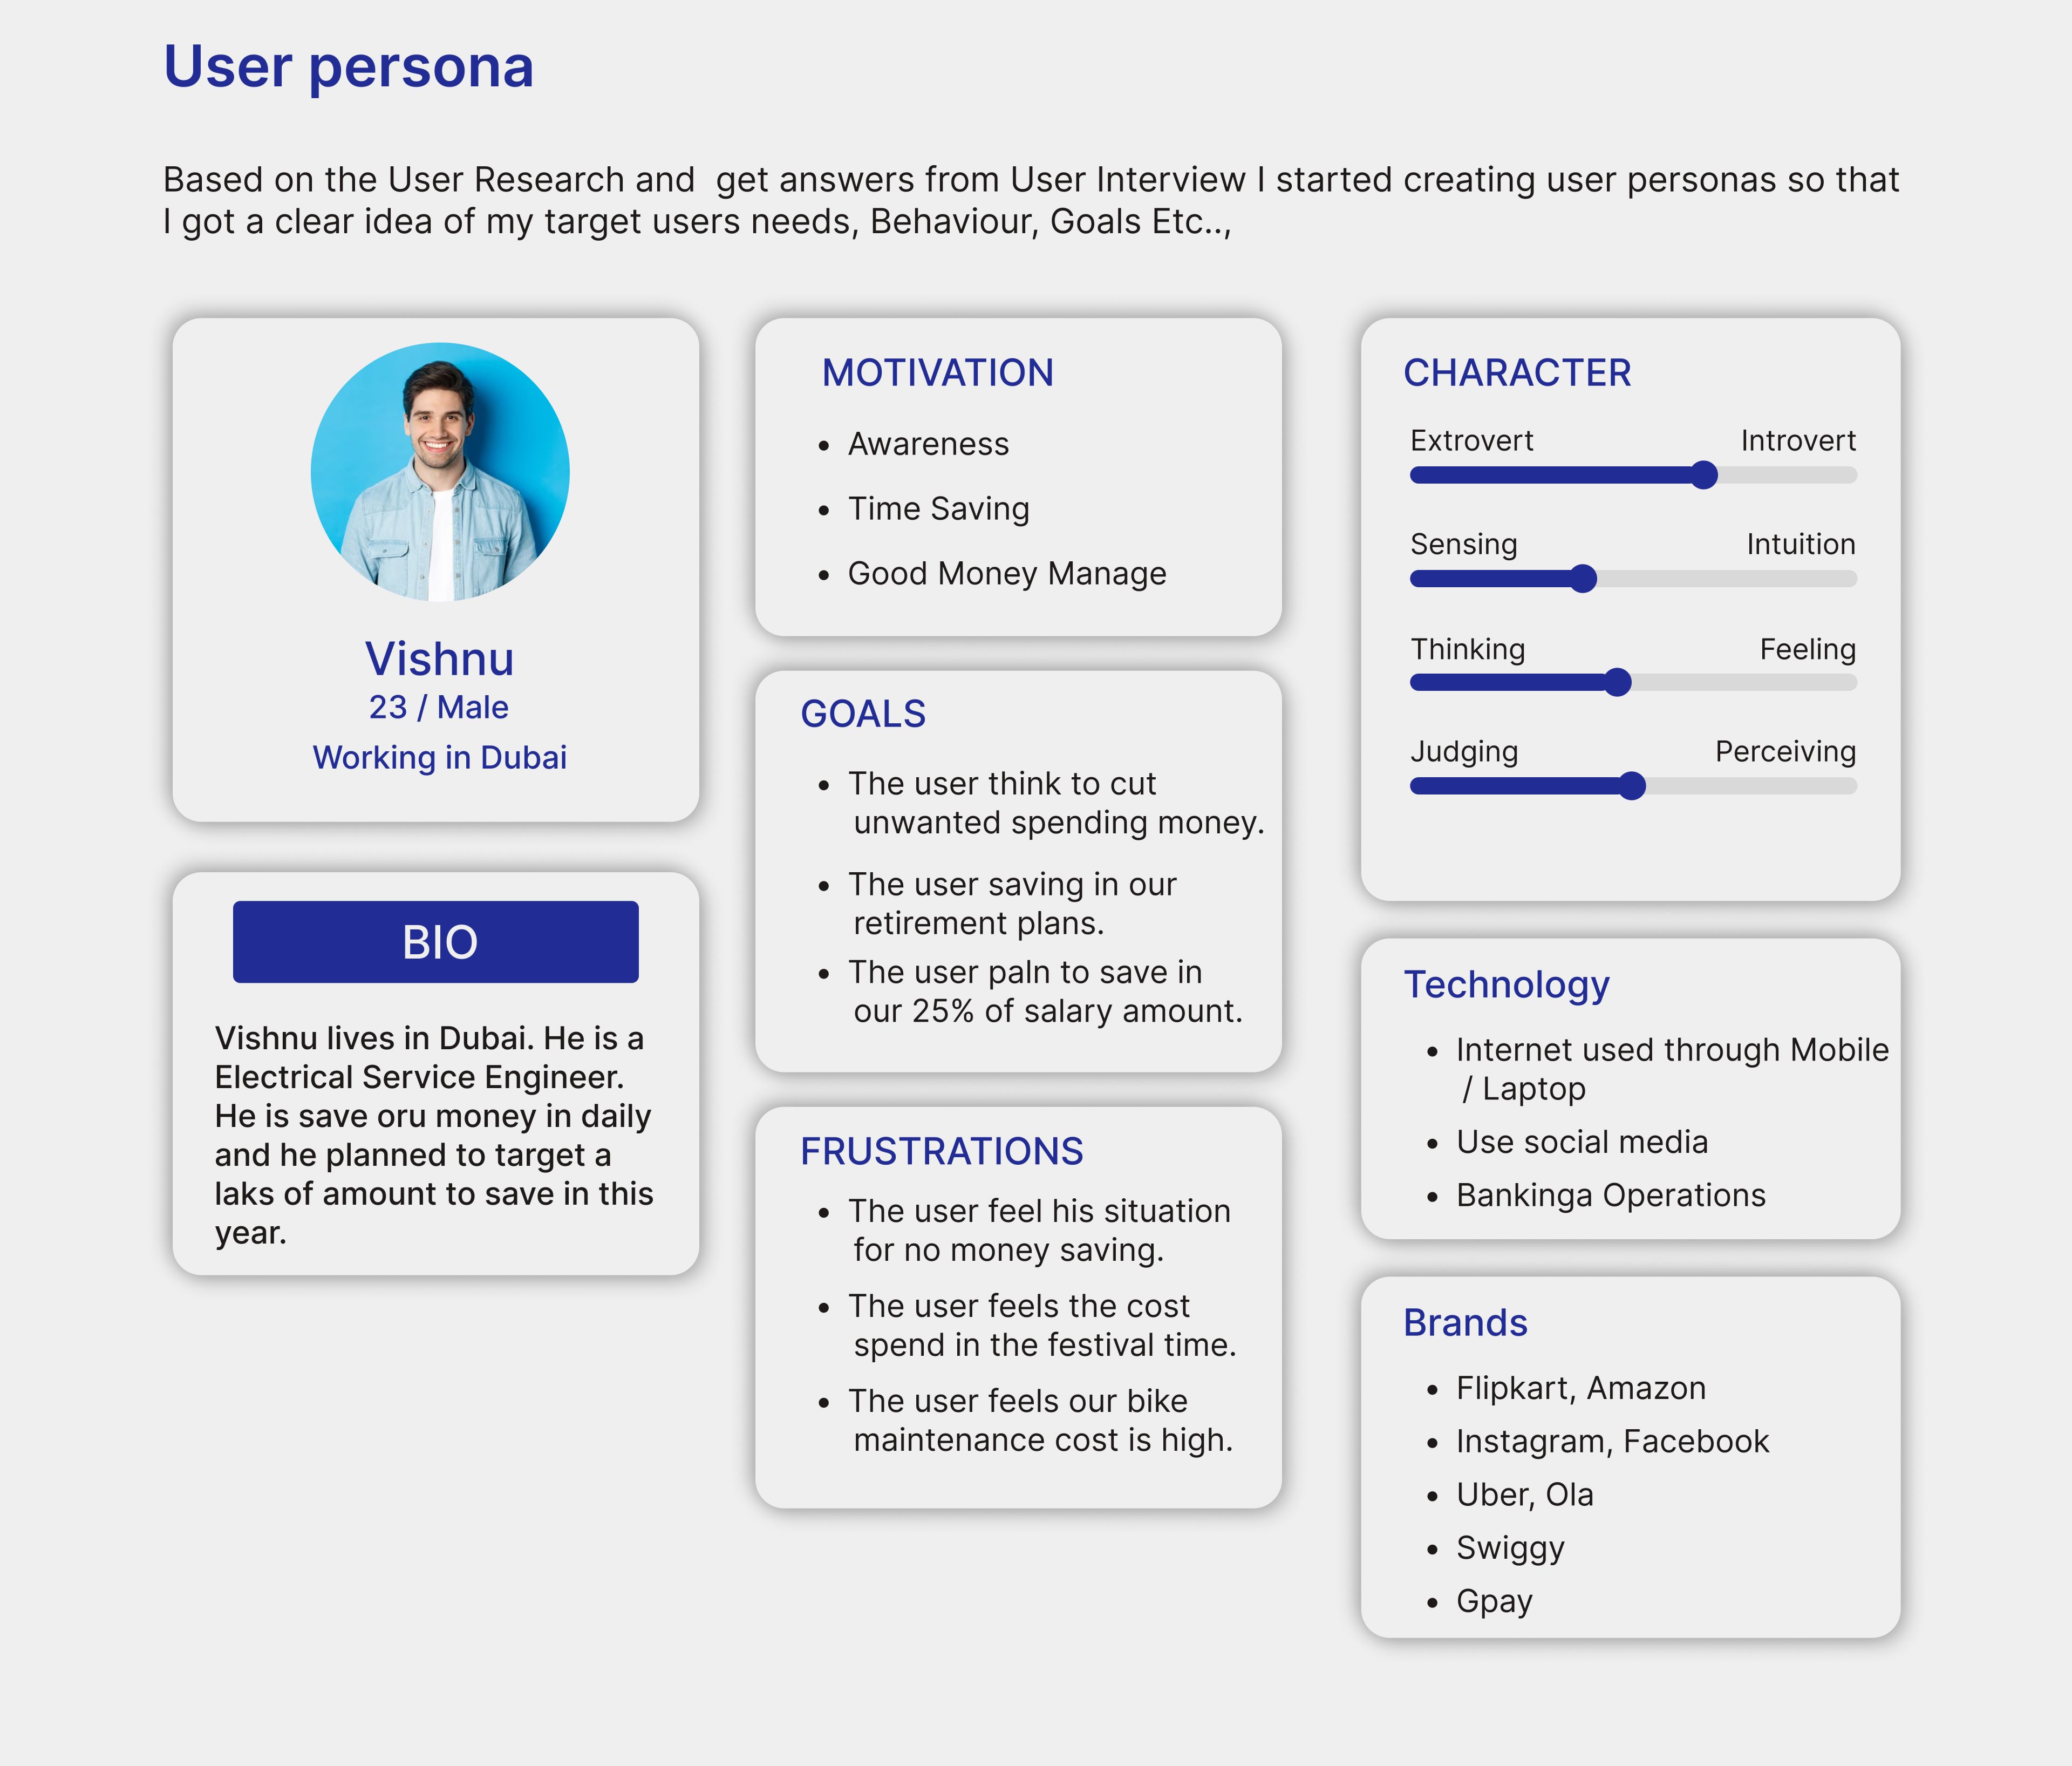 User persona
Based on the User Research and  get answers from User Interview I started creating user personas so that
I got a clear idea of my target users needs, Behaviour, Goals Etc..,
Vishnu
23 / Male
Working in Dubai
BIO
Vishnu lives in Dubai. He is a
Electrical Service Engineer.
He is save oru money in daily
and he planned to target a
laks of amount to save in this
year.
MOTIVATION
• Awareness
• Time Saving
• Good Money Manage
GOALS
• The user think to cut
unwanted spending money.
• The user saving in our
retirement plans.
• The user paln to save in
our 25% of salary amount.
FRUSTRATIONS
• The user feel his situation
for no money saving.
• The user feels the cost
spend in the festival time.
• The user feels our bike
maintenance cost is high.
CHARACTER
Extrovert Introvert
Sensing Intuition
Thinking Feeling
Judging Perceiving
Technology
• Internet used through Mobile
/ Laptop
• Use social media
• Bankinga Operations
Brands
• Flipkart, Amazon
• Instagram, Facebook
• Uber, Ola
• Swiggy
• Gpay